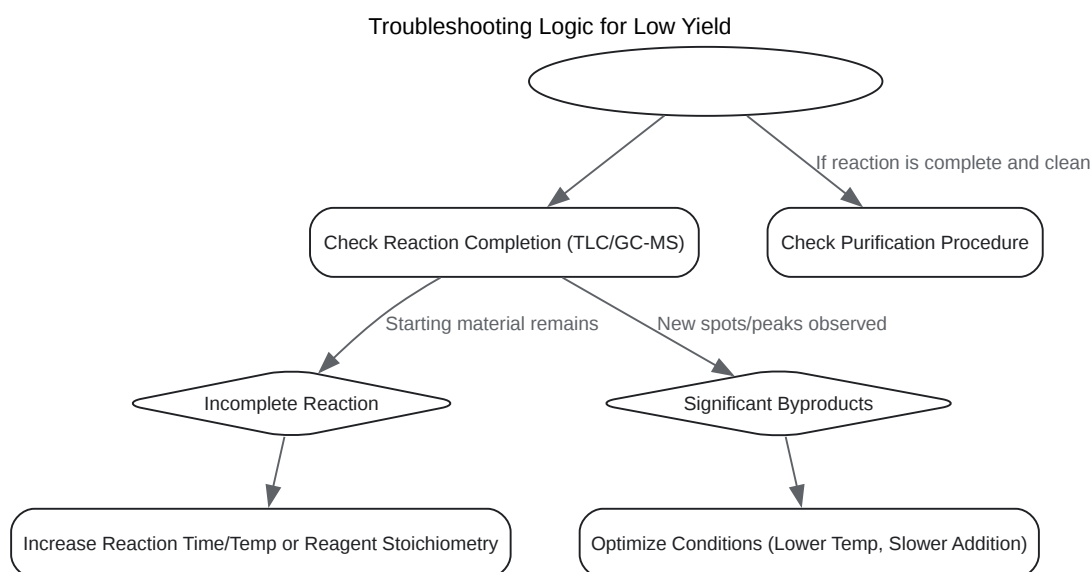 Troubleshooting Logic for Low Yield
If reaction is complete and clean
Check Reaction Completion (TLC/GC-MS)
Check Purification Procedure
Starting material remains
New spots/peaks observed
Incomplete Reaction
Significant Byproducts
Increase Reaction Time/Temp or Reagent Stoichiometry
Optimize Conditions (Lower Temp, Slower Addition)